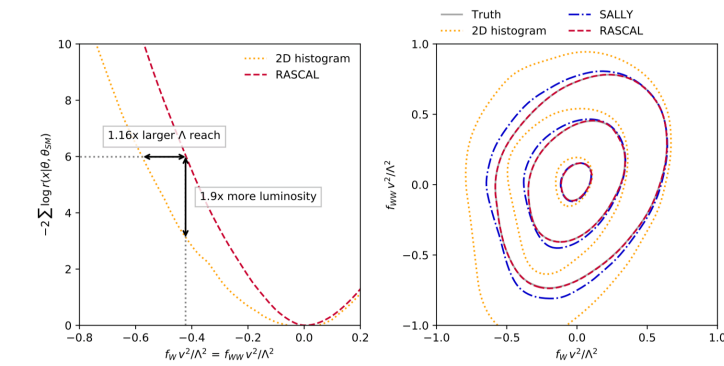 Truth
2D histogram
SALLY
RASCAL
10
8
6
4
2
0
−2 ∑ log r(x|θ, θ_SM)
2D histogram
RASCAL
1.16x larger Λ reach
1.9x more luminosity
−0.8 −0.6 −0.4 −0.2 0.0 0.2
f_W v²/Λ² = f_WW v²/Λ²
1.0
0.5
0.0
−0.5
−1.0
f_WW v²/Λ²
−1.0 −0.5 0.0 0.5 1.0
f_W v²/Λ²